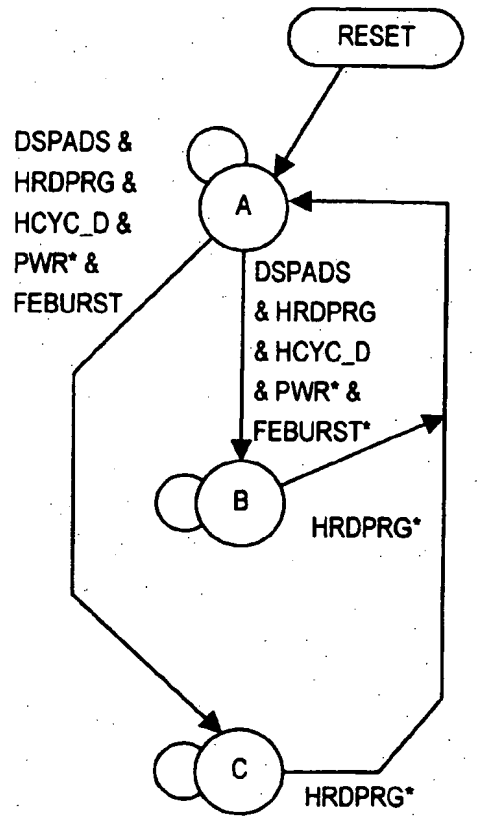 RESET
DSPADS &
HRDPRG &
HCYC_D &
PWR* &
FEBURST
A
DSPADS
& HRDPRG
& HCYC_D
& PWR* &
FEBURST*
B
HRDPRG*
C
HRDPRG*